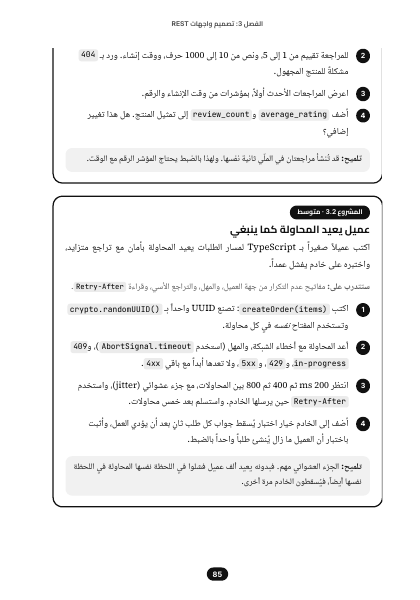 الفصل 3: تصميم واجهات REST
2 للمراجعة تقييم من 1 إلى 5، ونص من 10 إلى 1000 حرف، ووقت إنشاء. ورد بـ 404
مشكلة للمنتج المجهول.
3 اعرض المراجعات الأحدث أولاً، بمؤشرات من وقت الإنشاء والرقم.
4 أضف average_rating و review_count إلى تمثيل المنتج. هل هذا تغيير
إضافي؟
تلميح: قد تُنشأ مراجعتان في الملّي ثانية نفسها. ولهذا بالضبط يحتاج المؤشر الرقم مع الوقت.
المشروع 3.2 · متوسط
عميل يعيد المحاولة كما ينبغي
اكتب عميلاً صغيراً بـ TypeScript لمسار الطلبات يعيد المحاولة بأمان مع تراجع متزايد،
واختبره على خادم يفشل عمداً.
ستتدرب على: مفاتيح عدم التكرار من جهة العميل، والمهل، والتراجع الأسي، وقراءة Retry-After.
1 اكتب createOrder(items) : تصنع UUID واحداً بـ crypto.randomUUID()
وتستخدم المفتاح نفسه في كل محاولة.
2 أعد المحاولة مع أخطاء الشبكة، والمهل (استخدم AbortSignal.timeout )، و409
in-progress، و 429 ، و 5xx ، ولا تعدها أبداً مع باقي 4xx .
3 انتظر 200 ms ثم 400 ثم 800 بين المحاولات، مع جزء عشوائي (jitter)، واستخدم
Retry-After حين يرسلها الخادم. واستسلم بعد خمس محاولات.
4 أضف إلى الخادم خيار اختبار يُسقط جواب كل طلب ثانٍ بعد أن يؤدي العمل، وأثبت
باختبار أن العميل ما زال يُنشئ طلباً واحداً بالضبط.
تلميح: الجزء العشوائي مهم. فبدونه يعيد ألف عميل فشلوا في اللحظة نفسها المحاولة في اللحظة
نفسها أيضاً، فيُسقطون الخادم مرة أخرى.
85